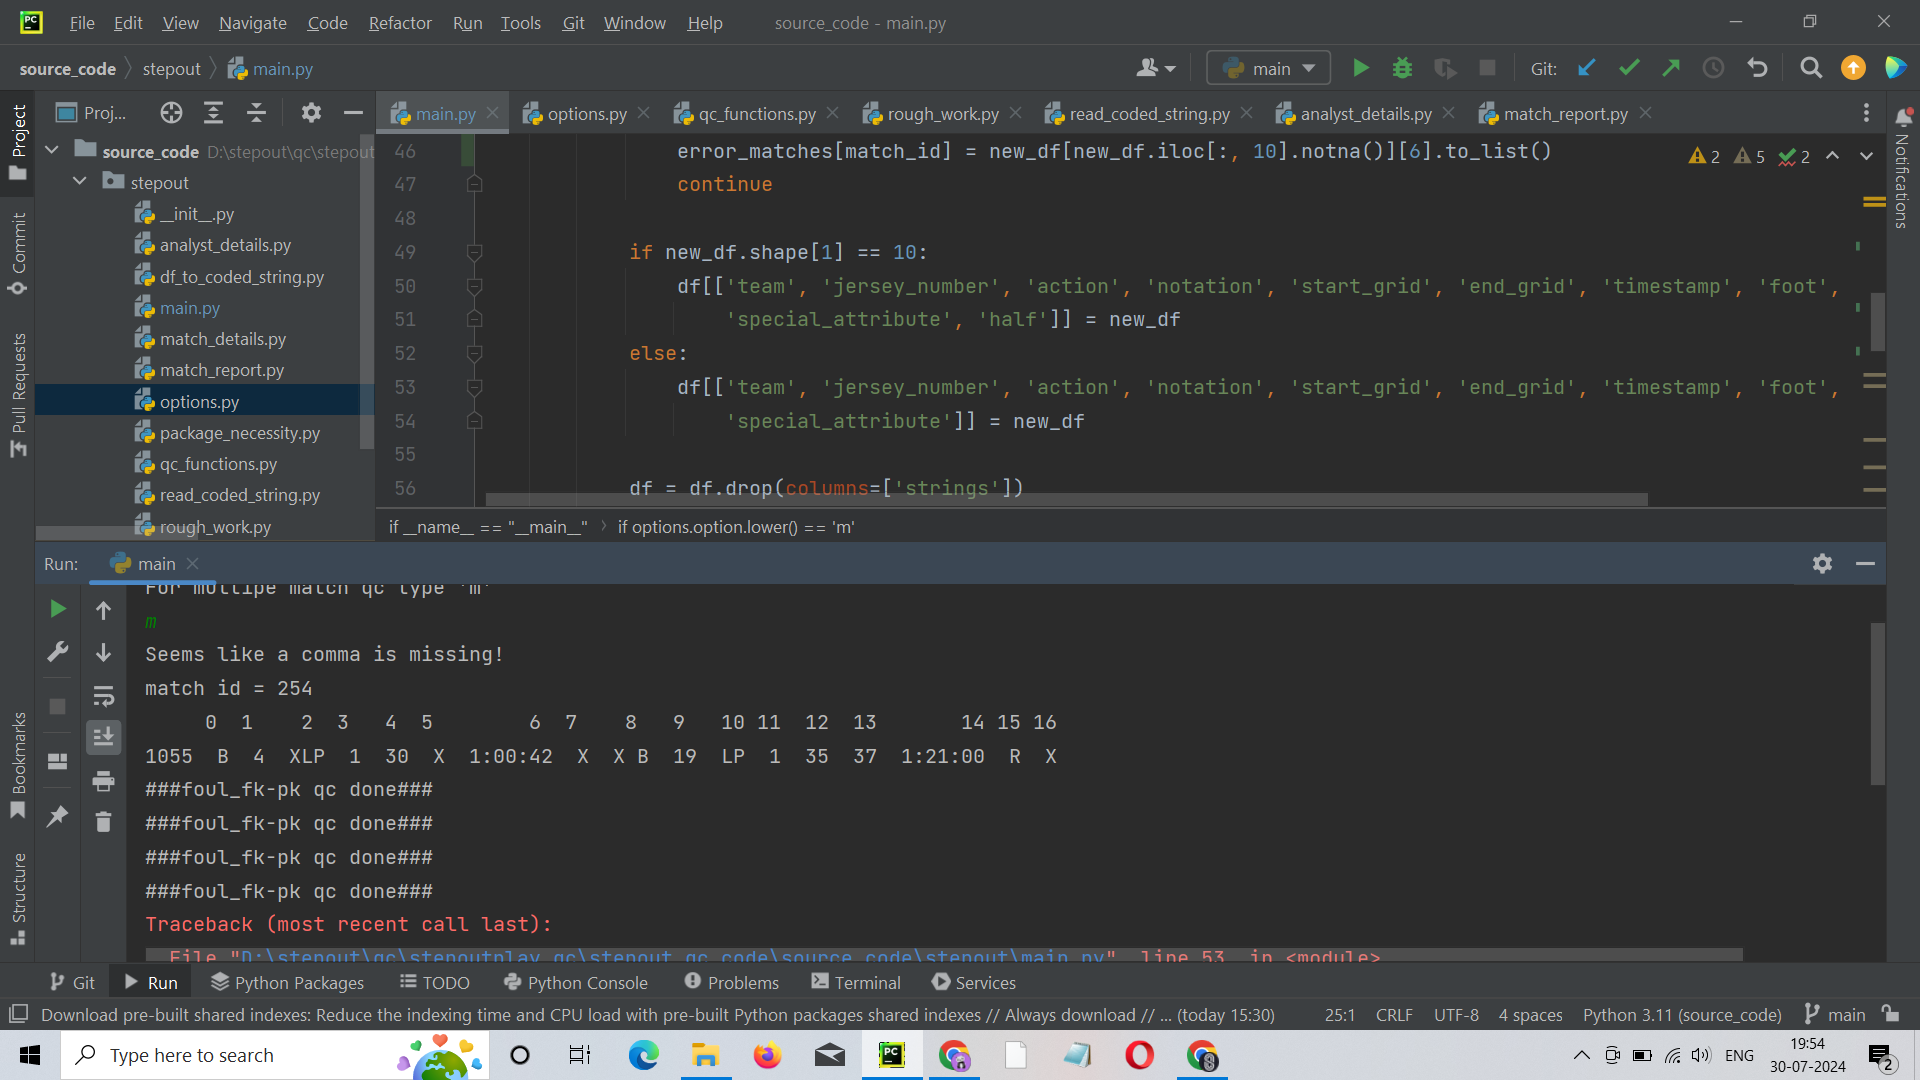 PC File Edit View Navigate Code Refactor Run Tools Git Window Help source_code - main.py
source_code stepout main.py main Git:
Proj... main.py options.py qc_functions.py rough_work.py read_coded_string.py analyst_details.py match_report.py
Project
Commit
Pull Requests
Bookmarks
Structure
Notifications
source_code D:\stepout\qc\stepout
stepout
__init__.py
analyst_details.py
df_to_coded_string.py
main.py
match_details.py
match_report.py
options.py
package_necessity.py
qc_functions.py
read_coded_string.py
rough_work.py
2 5 2
46 error_matches[match_id] = new_df[new_df.iloc[:, 10].notna()][6].to_list()
47 continue
48
49 if new_df.shape[1] == 10:
50 df[['team', 'jersey_number', 'action', 'notation', 'start_grid', 'end_grid', 'timestamp', 'foot',
51 'special_attribute', 'half']] = new_df
52 else:
53 df[['team', 'jersey_number', 'action', 'notation', 'start_grid', 'end_grid', 'timestamp', 'foot',
54 'special_attribute']] = new_df
55
56 df = df.drop(columns=['strings'])
if __name__ == "__main__" if options.option.lower() == 'm'
Run: main
For multipe match qc type 'm'
m
Seems like a comma is missing!
match id = 254
0 1 2 3 4 5 6 7 8 9 10 11 12 13 14 15 16
1055 B 4 XLP 1 30 X 1:00:42 X X B 19 LP 1 35 37 1:21:00 R X
###foul_fk-pk qc done###
###foul_fk-pk qc done###
###foul_fk-pk qc done###
###foul_fk-pk qc done###
Traceback (most recent call last):
File "D:\stepout\qc\stepoutplay_qc\stepout_qc_code\source_code\stepout\main.py", line 53, in <module>
Git Run Python Packages TODO Python Console Problems Terminal Services
Download pre-built shared indexes: Reduce the indexing time and CPU load with pre-built Python packages shared indexes // Always download // ... (today 15:30) 25:1 CRLF UTF-8 4 spaces Python 3.11 (source_code) main
Type here to search PC ENG 19:54
30-07-2024 2